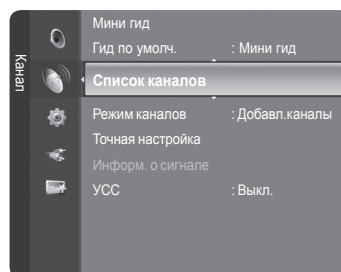 Канал
Мини гид
Гид по умолч. : Мини гид
Список каналов
Режим каналов : Добавл.каналы
Точная настройка
Информ. о сигнале
УСС : Выкл.